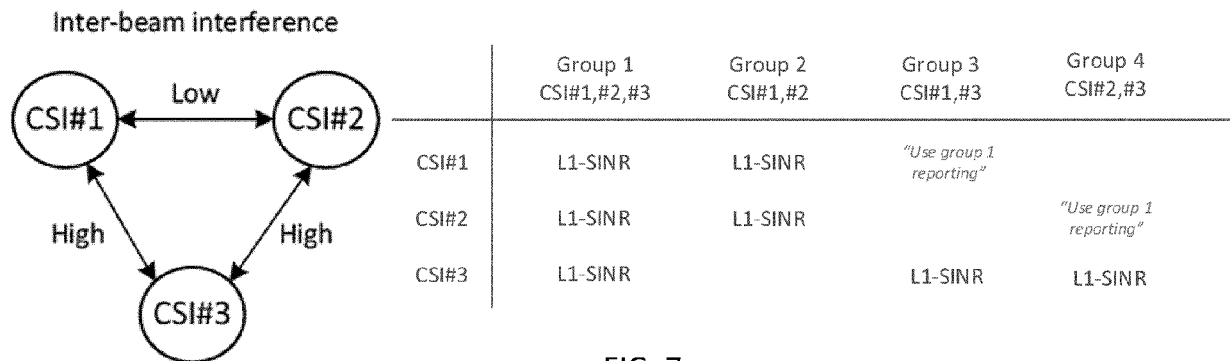 Inter-beam interference
CSI#1
Low
CSI#2
High
High
CSI#3
Group 1
CSI#1,#2,#3
Group 2
CSI#1,#2
Group 3
CSI#1,#3
Group 4
CSI#2,#3
CSI#1
L1-SINR
L1-SINR
"Use group 1
reporting"
CSI#2
L1-SINR
L1-SINR
"Use group 1
reporting"
CSI#3
L1-SINR
L1-SINR
L1-SINR